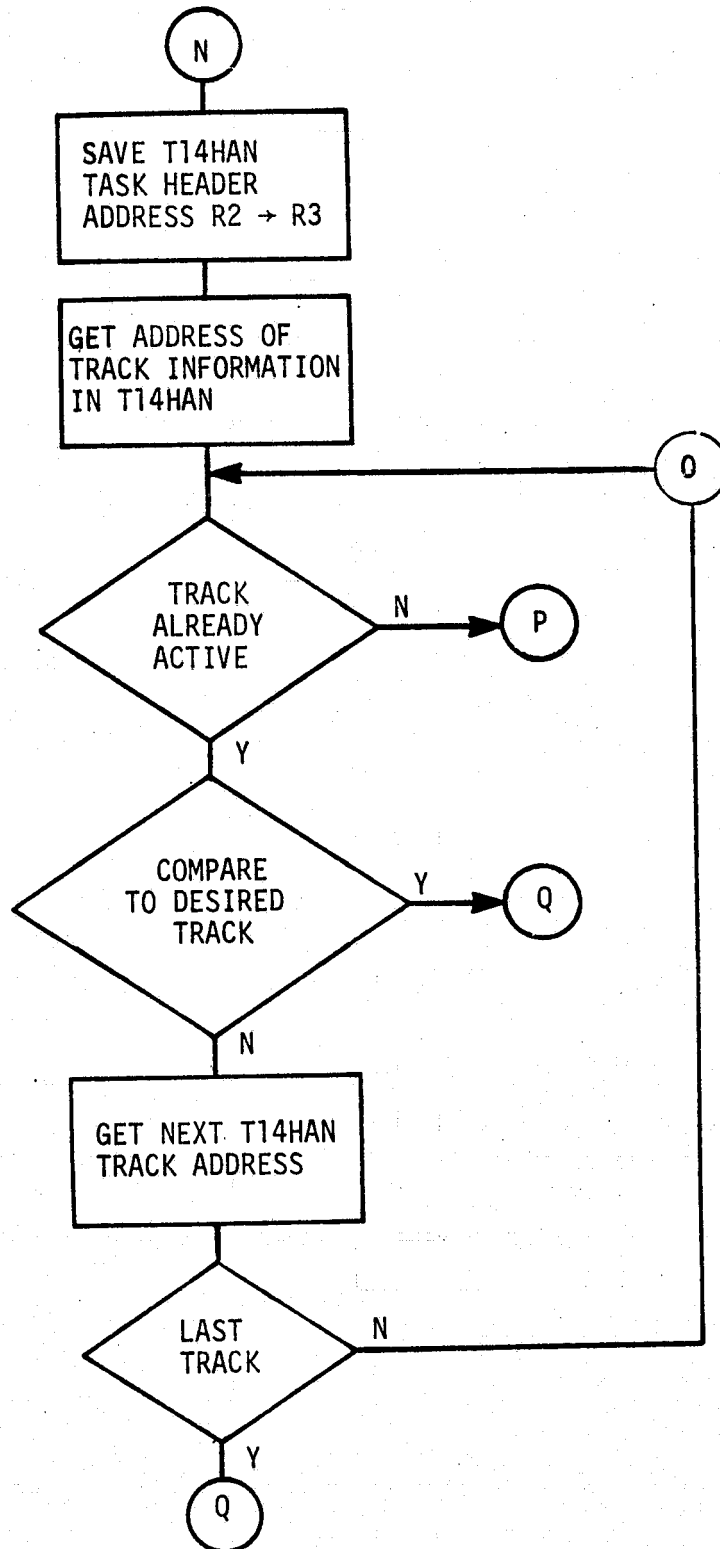 N
SAVE T14HAN
TASK HEADER
ADDRESS R2 → R3
GET ADDRESS OF
TRACK INFORMATION
IN T14HAN
O
TRACK
ALREADY
ACTIVE
N
P
Y
COMPARE
TO DESIRED
TRACK
Y
Q
N
GET NEXT T14HAN
TRACK ADDRESS
LAST
TRACK
N
Y
Q